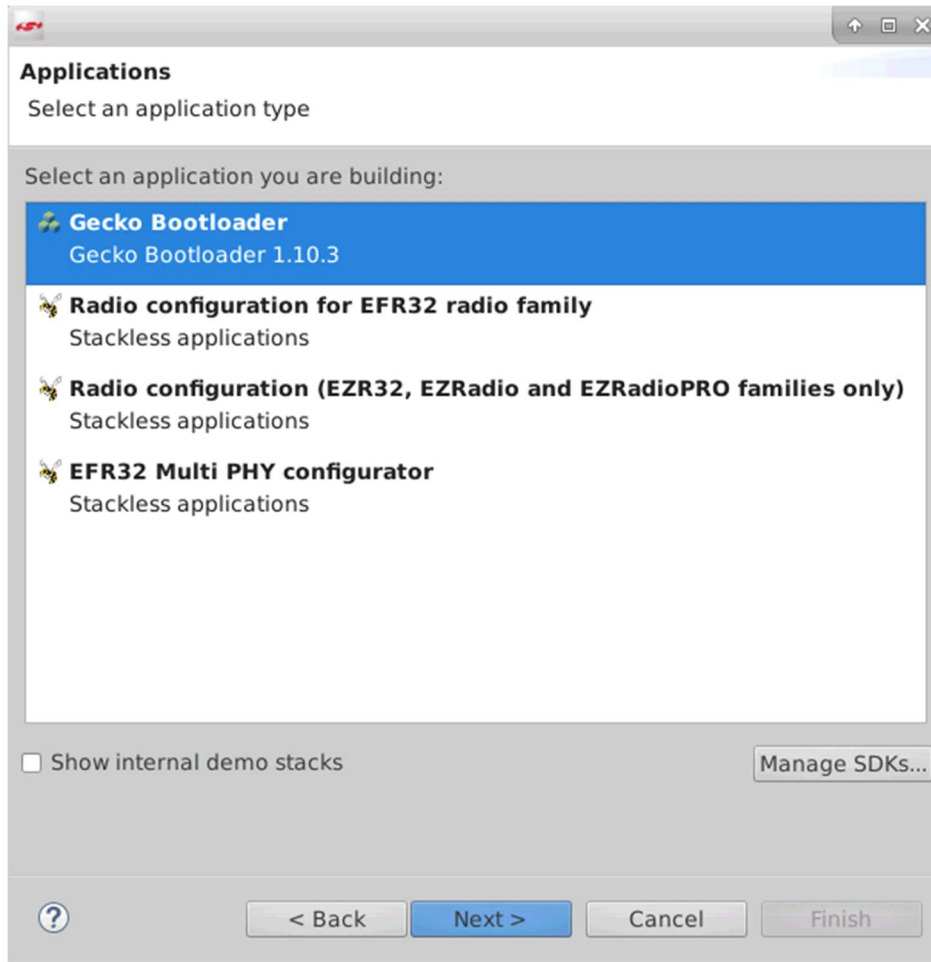 Applications
Select an application type
Select an application you are building:
Gecko Bootloader
Gecko Bootloader 1.10.3
Radio configuration for EFR32 radio family
Stackless applications
Radio configuration (EZR32, EZRadio and EZRadioPRO families only)
Stackless applications
EFR32 Multi PHY configurator
Stackless applications
Show internal demo stacks
Manage SDKs...
? < Back Next > Cancel Finish